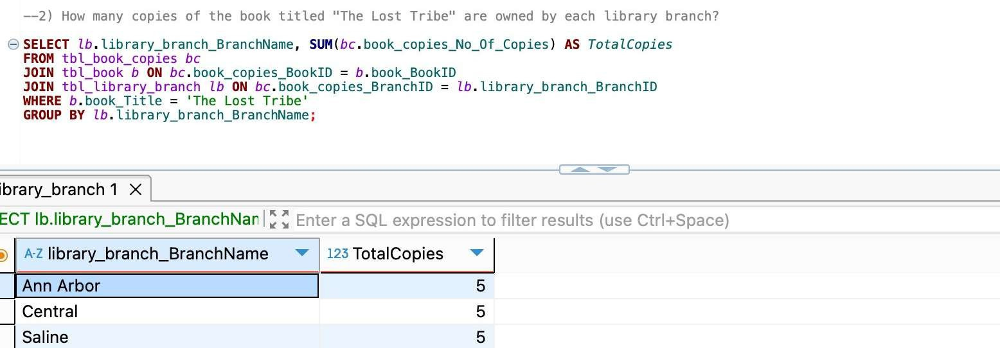 --2) How many copies of the book titled "The Lost Tribe" are owned by each library branch?
SELECT lb.library_branch_BranchName, SUM(bc.book_copies_No_Of_Copies) AS TotalCopies
FROM tbl_book_copies bc
JOIN tbl_book b ON bc.book_copies_BookID = b.book_BookID
JOIN tbl_library_branch lb ON bc.book_copies_BranchID = lb.library_branch_BranchID
WHERE b.book_Title = 'The Lost Tribe'
GROUP BY lb.library_branch_BranchName;
ibrary_branch 1
ECT lb.library_branch_BranchNan Enter a SQL expression to filter results (use Ctrl+Space)
A-Z library_branch_BranchName 123 TotalCopies
Ann Arbor 5
Central 5
Saline 5